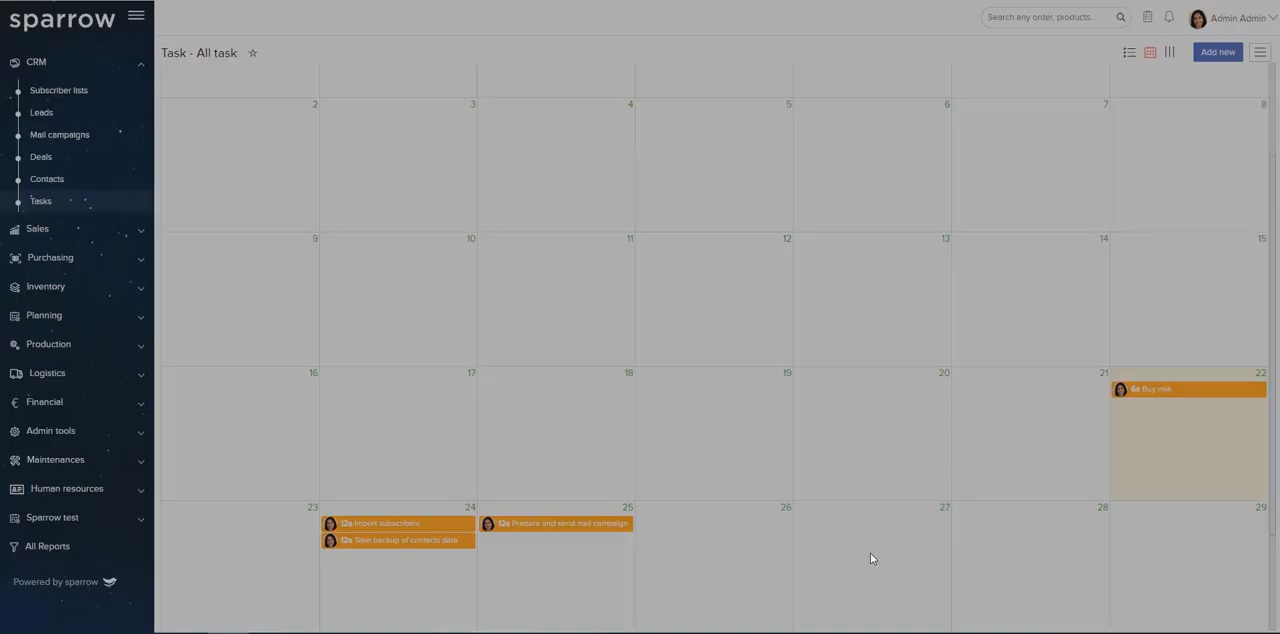 sparrow
Search any order, products.
Admin Admin
Task - All task
Add new
CRM
Subscriber lists
Leads
Mail campaigns
Deals
Contacts
Tasks
Sales
Purchasing
Inventory
Planning
Production
Logistics
Financial
Admin tools
Maintenances
Human resources
Sparrow test
All Reports
Powered by sparrow
2 3 4 5 6 7 8
9 10 11 12 13 14 15
16 17 18 19 20 21 22
6a Buy milk
23 24 25 26 27 28 29
12a Import subscribers
12a Prepare and send mail campaign
12a Take backup of contacts data